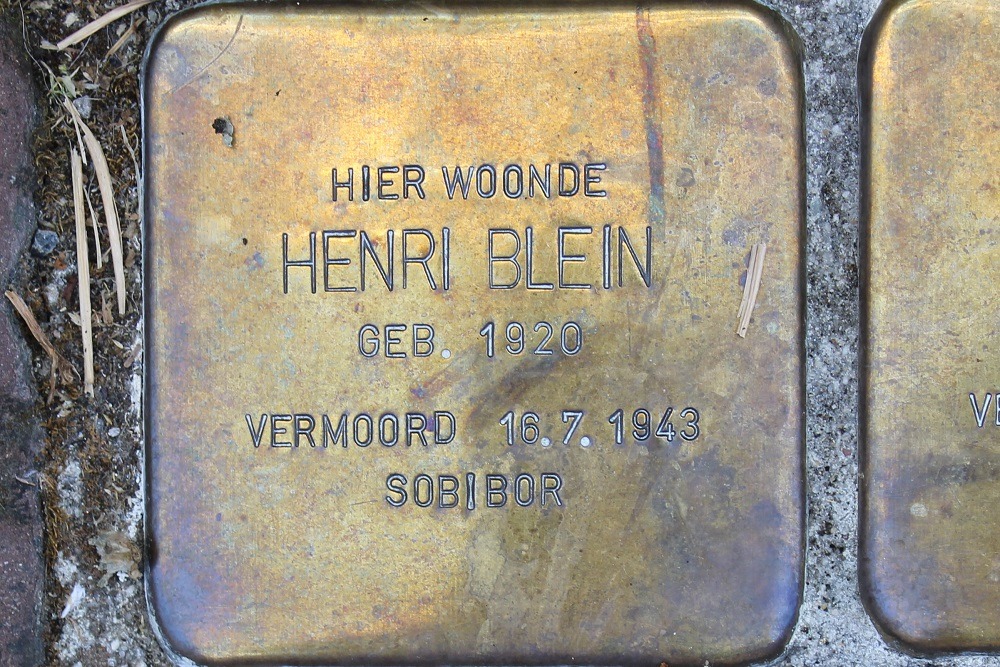 HIER WOONDE
HENRI BLEIN
GEB. 1920
VERMOORD 16.7.1943
SOBIBOR